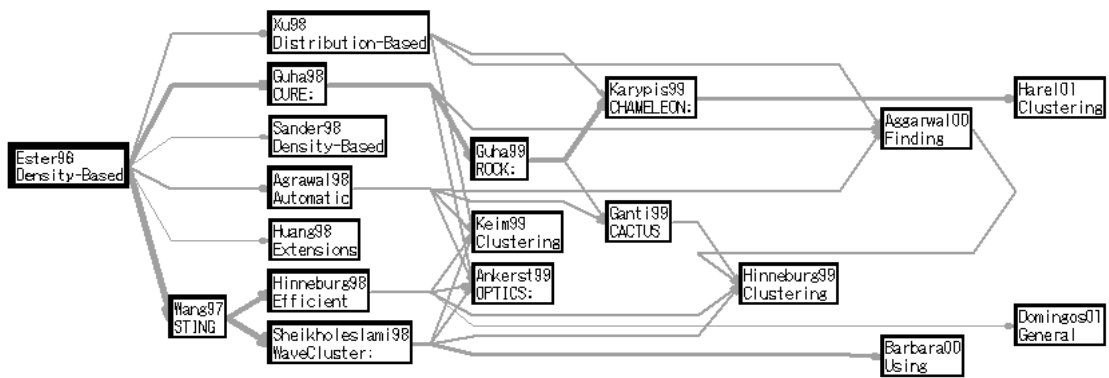 Xu98
Distribution-Based
Guha98
CURE:
Karypis99
CHAMELEON:
Harel01
Clustering
Sander98
Density-Based
Aggarwal00
Finding
Ester96
Density-Based
Guha99
ROCK:
Agrawal98
Automatic
Ganti99
CACTUS
Keim99
Clustering
Huang98
Extensions
Ankerst99
OPTICS:
Hinneburg99
Clustering
Hinneburg98
Efficient
Wang97
STING
Sheikholeslami98
WaveCluster:
Domingos01
General
Barbara00
Using